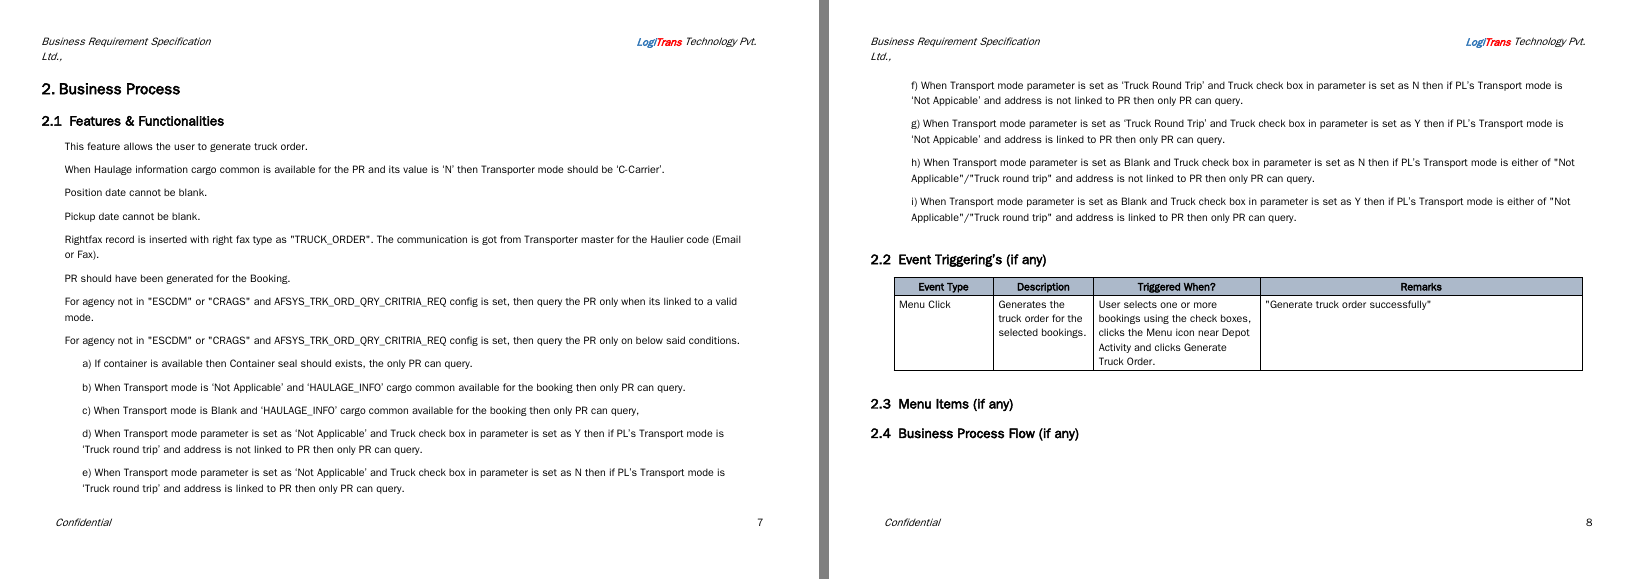 Business Requirement Specification LogiTrans Technology Pvt.
Ltd.,
2. Business Process
2.1 Features & Functionalities
This feature allows the user to generate truck order.
When Haulage information cargo common is available for the PR and its value is ‘N’ then Transporter mode should be ‘C-Carrier’.
Position date cannot be blank.
Pickup date cannot be blank.
Rightfax record is inserted with right fax type as "TRUCK_ORDER". The communication is got from Transporter master for the Haulier code (Email
or Fax).
PR should have been generated for the Booking.
For agency not in "ESCDM" or "CRAGS" and AFSYS_TRK_ORD_QRY_CRITRIA_REQ config is set, then query the PR only when its linked to a valid
mode.
For agency not in "ESCDM" or "CRAGS" and AFSYS_TRK_ORD_QRY_CRITRIA_REQ config is set, then query the PR only on below said conditions.
a) If container is available then Container seal should exists, the only PR can query.
b) When Transport mode is ‘Not Applicable’ and ‘HAULAGE_INFO’ cargo common available for the booking then only PR can query.
c) When Transport mode is Blank and ‘HAULAGE_INFO’ cargo common available for the booking then only PR can query,
d) When Transport mode parameter is set as ‘Not Applicable’ and Truck check box in parameter is set as Y then if PL’s Transport mode is
‘Truck round trip’ and address is not linked to PR then only PR can query.
e) When Transport mode parameter is set as ‘Not Applicable’ and Truck check box in parameter is set as N then if PL’s Transport mode is
‘Truck round trip’ and address is linked to PR then only PR can query.
Confidential 7
Business Requirement Specification LogiTrans Technology Pvt.
Ltd.,
f) When Transport mode parameter is set as ‘Truck Round Trip’ and Truck check box in parameter is set as N then if PL’s Transport mode is
‘Not Appicable’ and address is not linked to PR then only PR can query.
g) When Transport mode parameter is set as ‘Truck Round Trip’ and Truck check box in parameter is set as Y then if PL’s Transport mode is
‘Not Appicable’ and address is linked to PR then only PR can query.
h) When Transport mode parameter is set as Blank and Truck check box in parameter is set as N then if PL’s Transport mode is either of "Not
Applicable"/"Truck round trip" and address is not linked to PR then only PR can query.
i) When Transport mode parameter is set as Blank and Truck check box in parameter is set as Y then if PL’s Transport mode is either of "Not
Applicable"/"Truck round trip" and address is linked to PR then only PR can query.
2.2 Event Triggering’s (if any)
Event Type Description Triggered When? Remarks
Menu Click Generates the User selects one or more "Generate truck order successfully"
truck order for the bookings using the check boxes,
selected bookings. clicks the Menu icon near Depot
Activity and clicks Generate
Truck Order.
2.3 Menu Items (if any)
2.4 Business Process Flow (if any)
Confidential 8